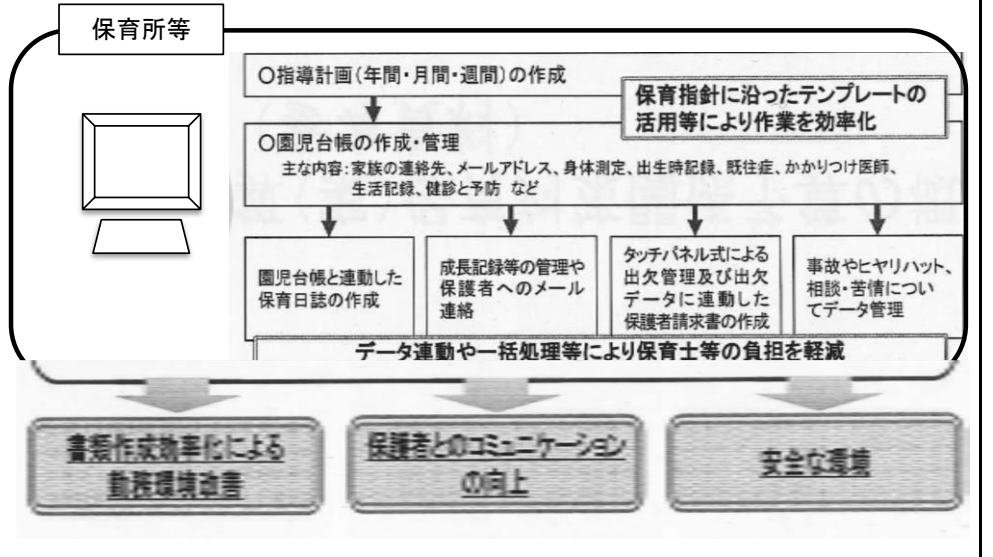 保育所等
〇指導計画(年間・月間・週間)の作成
保育指針に沿ったテンプレートの
活用等により作業を効率化
〇園児台帳の作成・管理
主な内容:家族の連絡先、メールアドレス、身体測定、出生時記録、既往症、かかりつけ医師、
生活記録、健診と予防 など
園児台帳と連動した
保育日誌の作成
成長記録等の管理や
保護者へのメール
連絡
タッチパネル式による
出欠管理及び出欠
データに連動した
保護者請求書の作成
事故やヒヤリハット、
相談・苦情につい
てデータ管理
データ連動や一括処理等により保育士等の負担を軽減
書類作成効率化による
勤務環境改善
保護者とのコミュニケーション
の向上
安全な環境